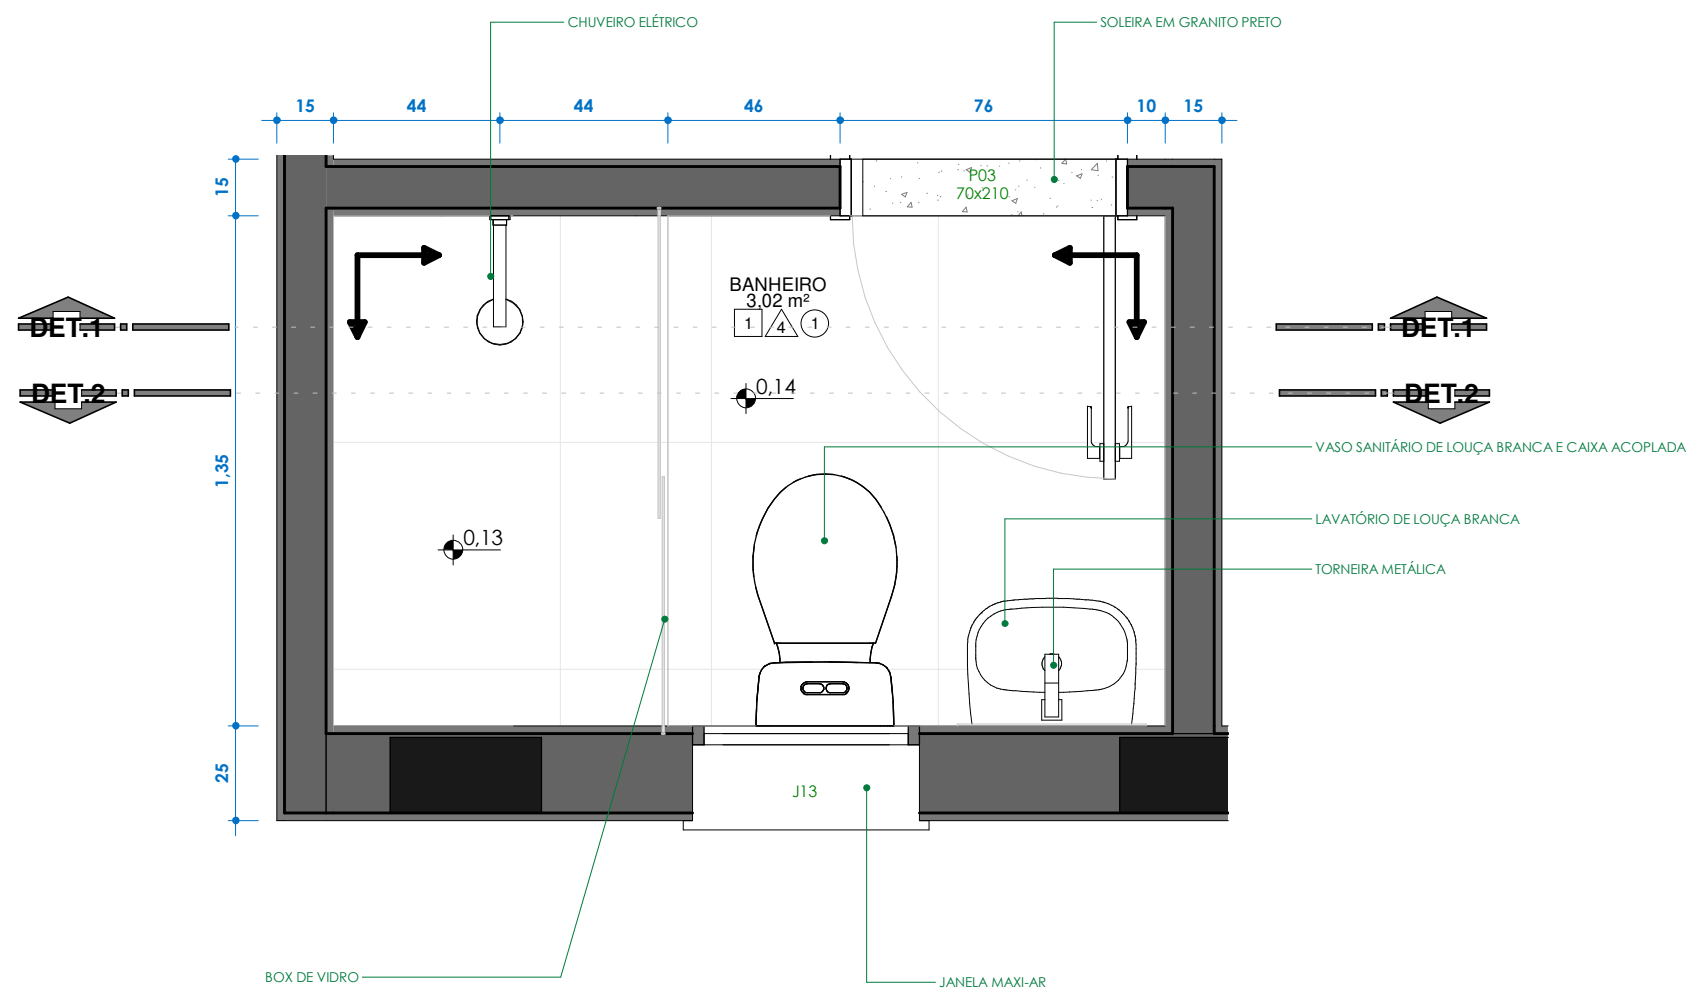 CHUVEIRO ELÉTRICO
SOLEIRA EM GRANITO PRETO
15 44 44 46 76 10 15
15
P03
70x210
BANHEIRO
3,02 m²
1 4 1
DET.1
DET.1
DET.2
0,14
DET.2
VASO SANITÁRIO DE LOUÇA BRANCA E CAIXA ACOPLADA
1,35
LAVATÓRIO DE LOUÇA BRANCA
0,13
TORNEIRA METÁLICA
25
J13
BOX DE VIDRO
JANELA MAXI-AR